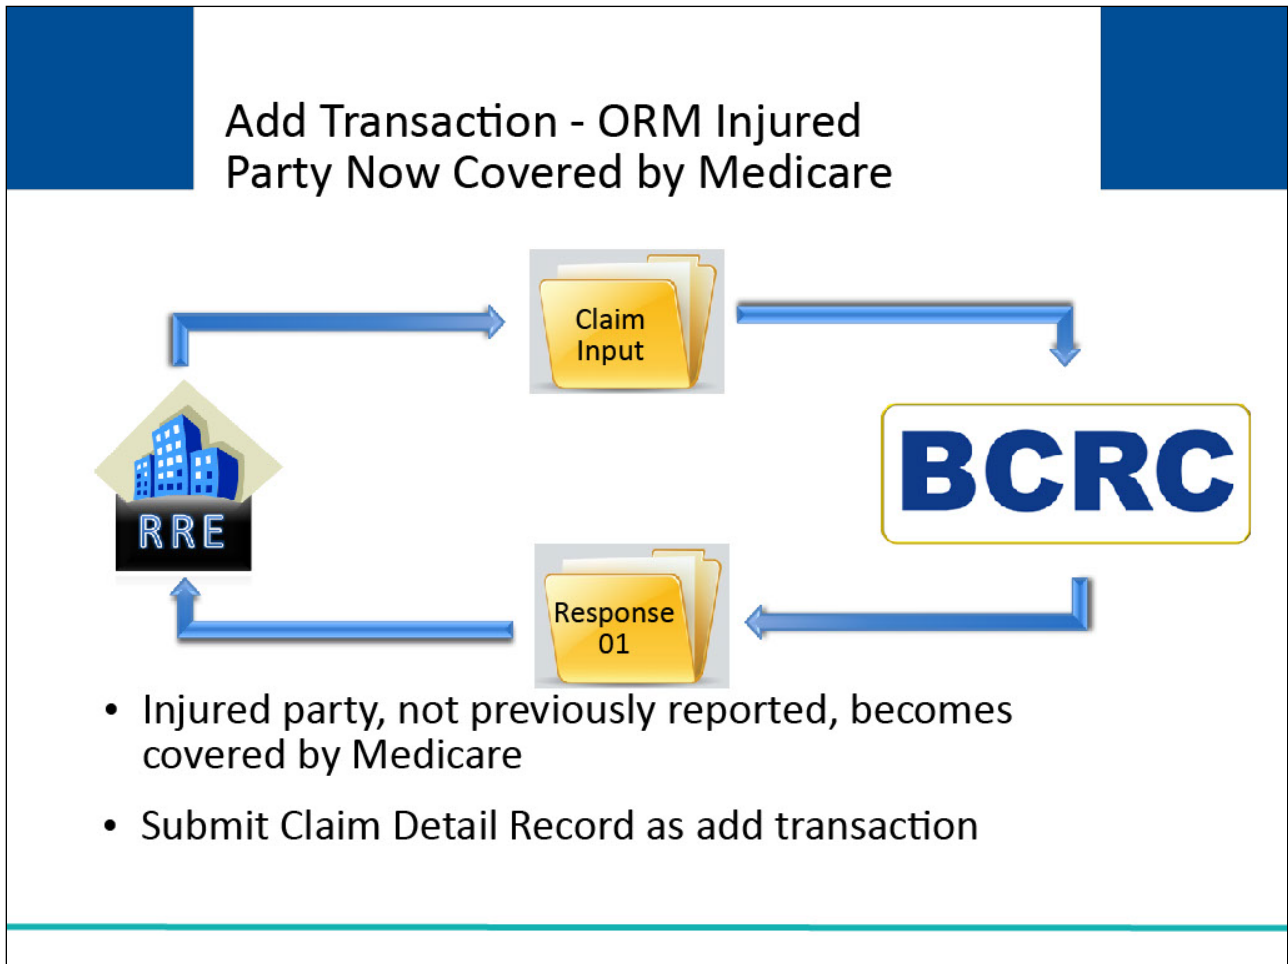 Add Transaction - ORM Injured
Party Now Covered by Medicare
Claim
Input
RRE
BCRC
Response
01
• Injured party, not previously reported, becomes
covered by Medicare
• Submit Claim Detail Record as add transaction